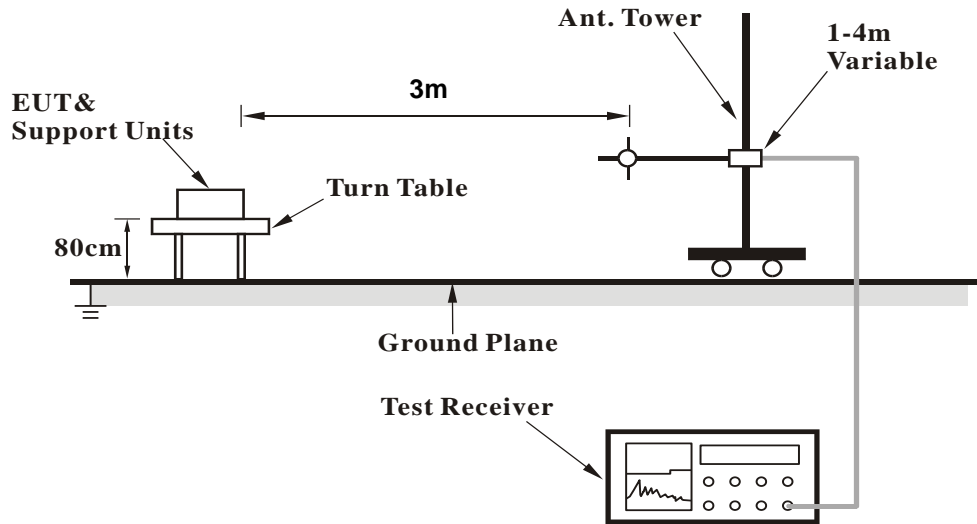 Ant. Tower
1-4m
Variable
3m
EUT&
Support Units
Turn Table
80cm
Ground Plane
Test Receiver